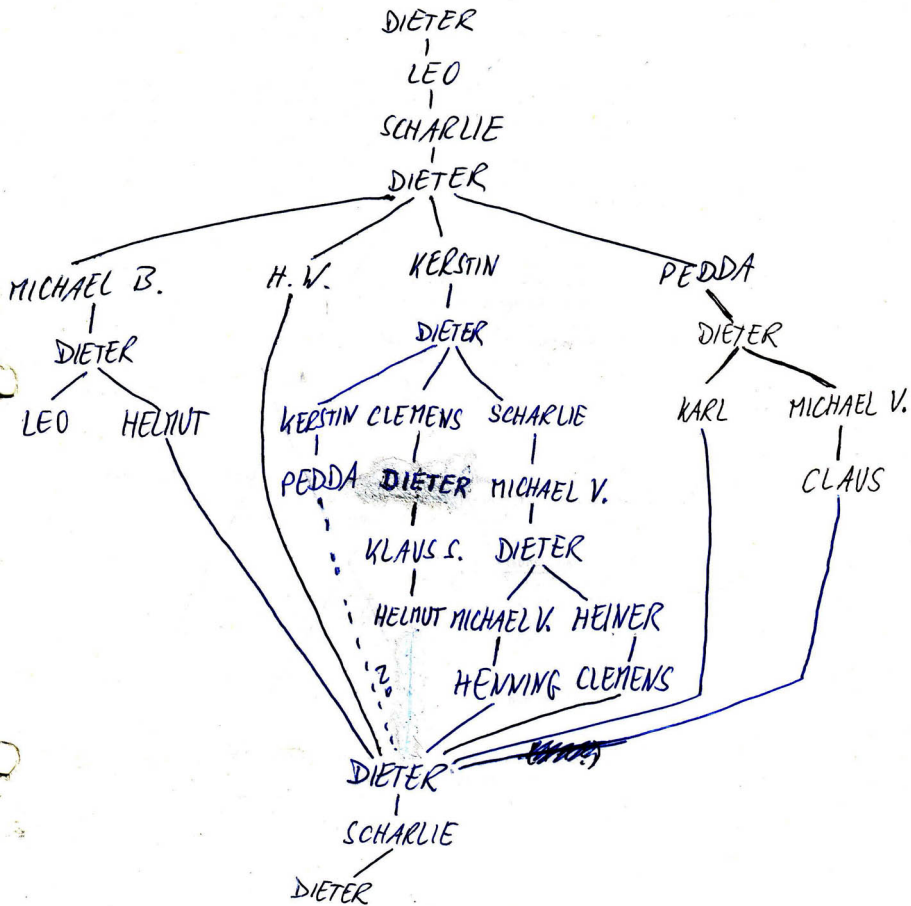 DIETER
LEO
SCHARLIE
DIETER
MICHAEL B. H.W. KERSTIN PEDDA
DIETER DIETER DIETER
LEO HELMUT KERSTIN CLEMENS SCHARLIE KARL MICHAEL V.
PEDDA DIETER MICHAEL V. CLAUS
KLAUS S. DIETER
HELMUT MICHAEL V. HEINER
HENNING CLEMENS
?
DIETER
SCHARLIE
DIETER